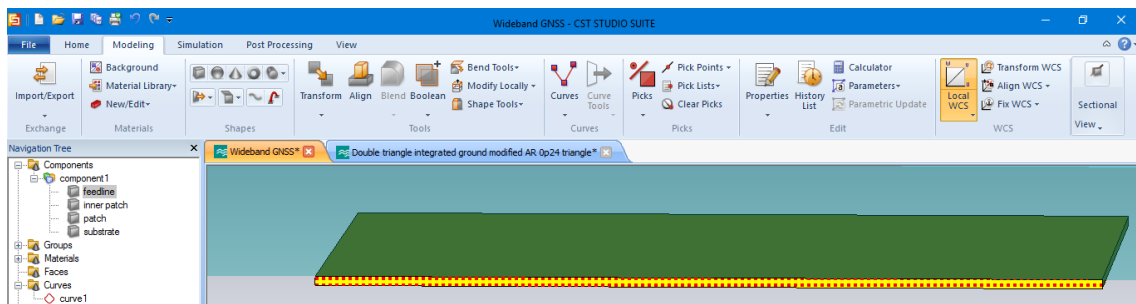 Wideband GNSS - CST STUDIO SUITE
File Home Modeling Simulation Post Processing View
Background
Material Library
New/Edit
Import/Export
Exchange
Materials
Shapes
Transform Align Blend Boolean
Bend Tools
Modify Locally
Shape Tools
Tools
Curves Curve Tools
Curves
Picks
Pick Points
Pick Lists
Clear Picks
Picks
Properties History List
Calculator
Parameters
Parametric Update
Edit
Local WCS
Transform WCS
Align WCS
Fix WCS
WCS
Sectional View
Navigation Tree
Wideband GNSS* Double triangle integrated ground modified AR 0p24 triangle*
Components
component1
feedline
inner patch
patch
substrate
Groups
Materials
Faces
Curves
curve1